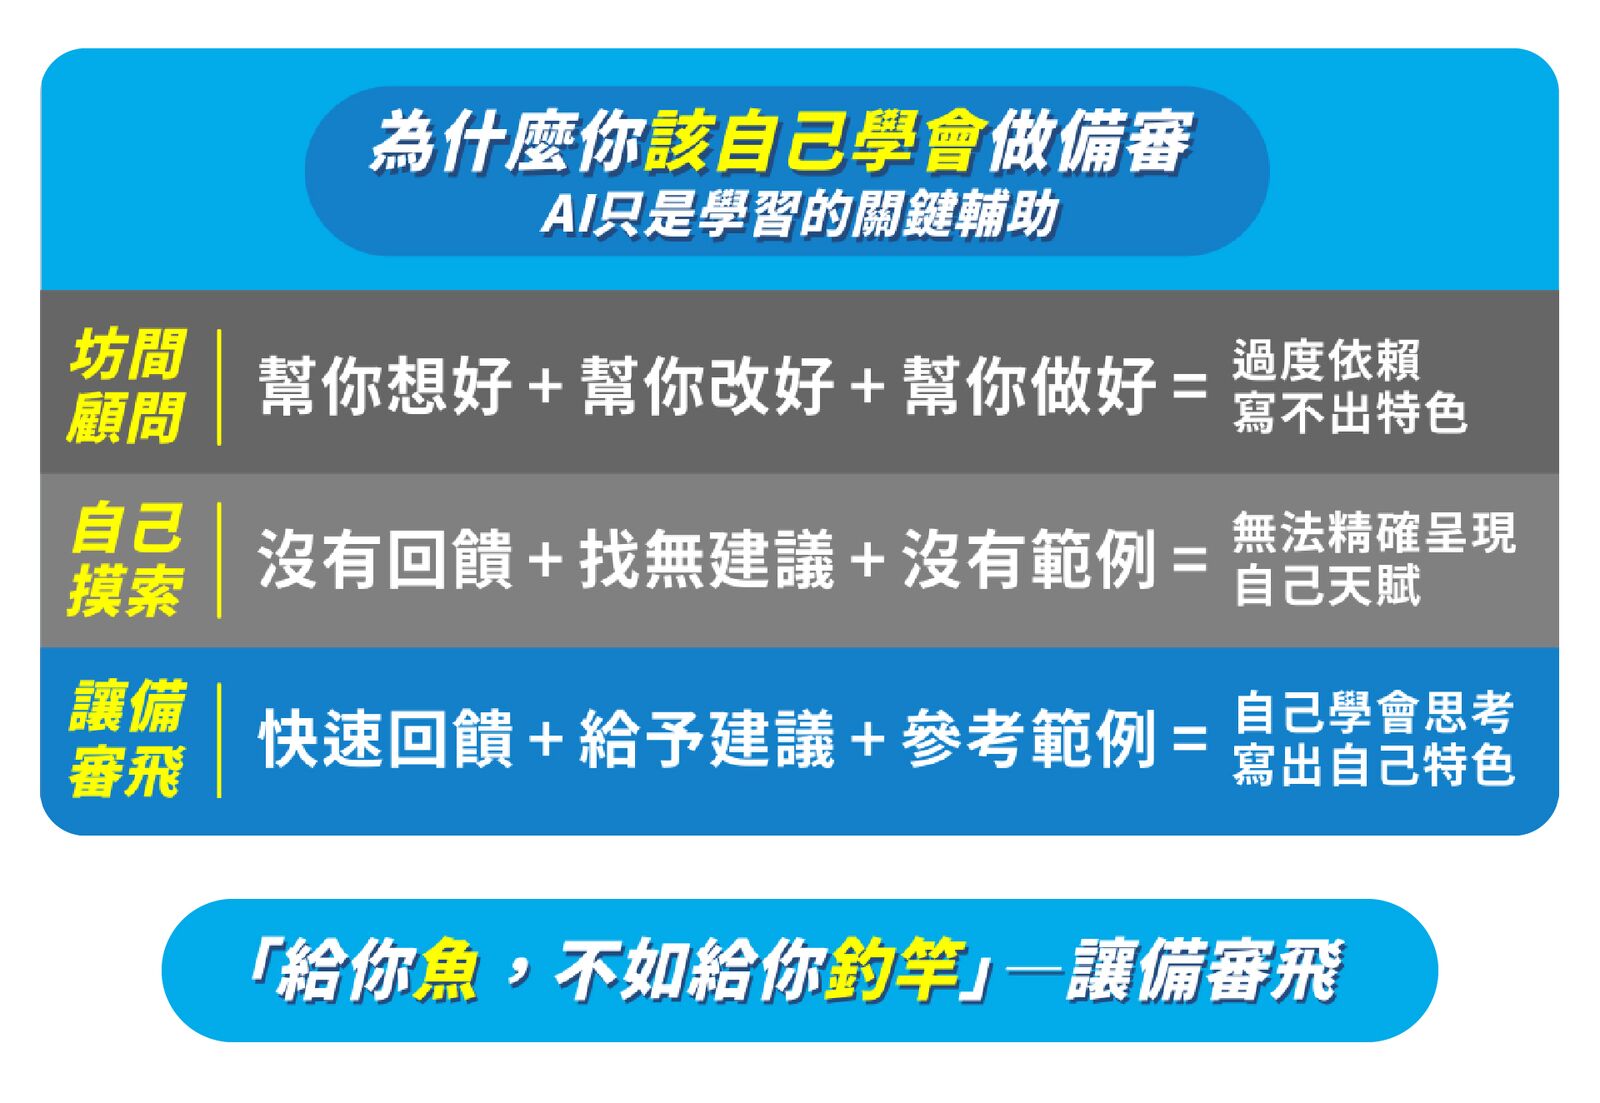 為什麼你該自己學會做備審
AI只是學習的關鍵輔助
坊間
顧問
幫你想好+幫你改好+幫你做好=
過度依賴
寫不出特色
自己
摸索
沒有回饋+找無建議+沒有範例=
無法精確呈現
自己天賦
讓備
審飛
快速回饋+給予建議+參考範例=
自己學會思考
寫出自己特色
「給你魚，不如給你釣竿」—讓備審飛